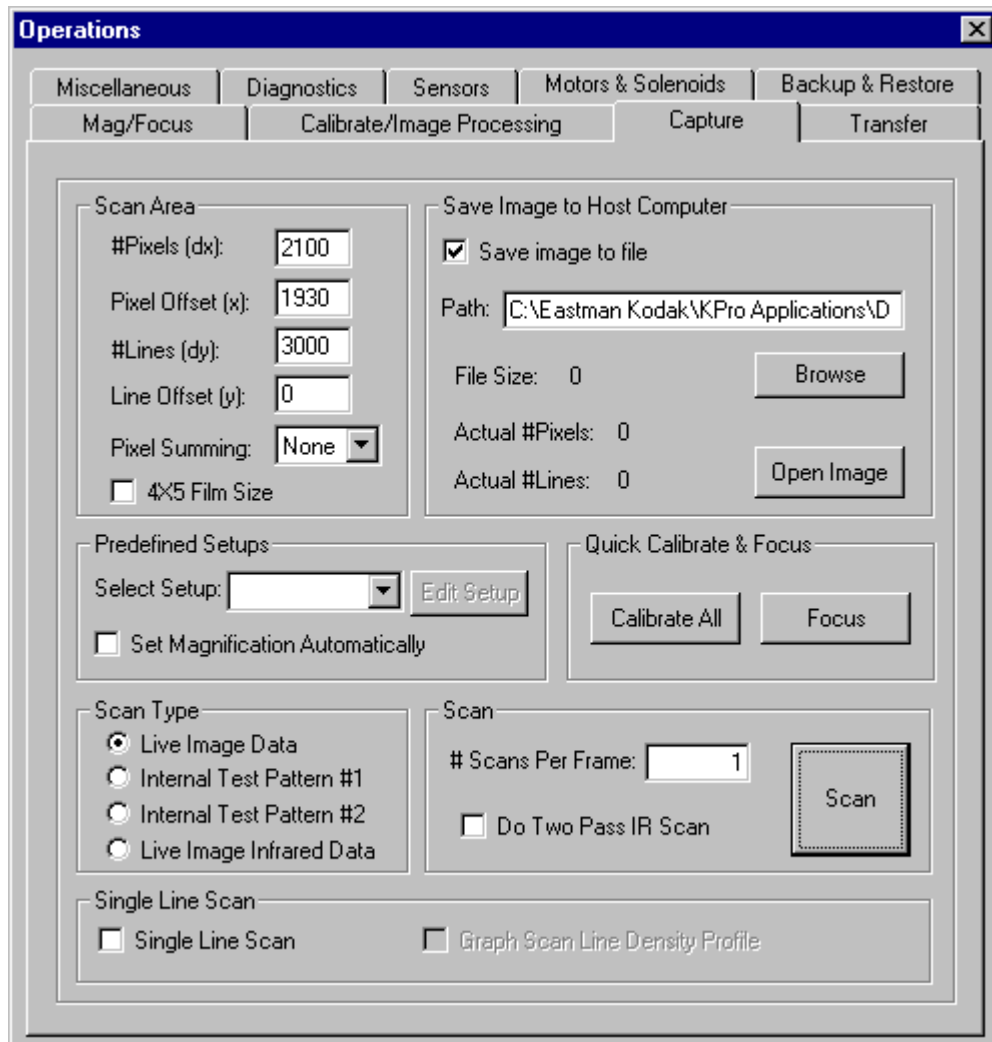 Operations
Miscellaneous
Diagnostics
Sensors
Motors & Solenoids
Backup & Restore
Mag/Focus
Calibrate/Image Processing
Capture
Transfer
Scan Area
#Pixels (dx): 2100
Pixel Offset (x): 1930
#Lines (dy): 3000
Line Offset (y): 0
Pixel Summing: None
4X5 Film Size
Save Image to Host Computer
Save image to file
Path: C:\Eastman Kodak\KPro Applications\D
File Size: 0
Browse
Actual #Pixels: 0
Actual #Lines: 0
Open Image
Predefined Setups
Select Setup:
Edit Setup
Set Magnification Automatically
Quick Calibrate & Focus
Calibrate All
Focus
Scan Type
Live Image Data
Internal Test Pattern #1
Internal Test Pattern #2
Live Image Infrared Data
Scan
# Scans Per Frame: 1
Do Two Pass IR Scan
Scan
Single Line Scan
Single Line Scan
Graph Scan Line Density Profile